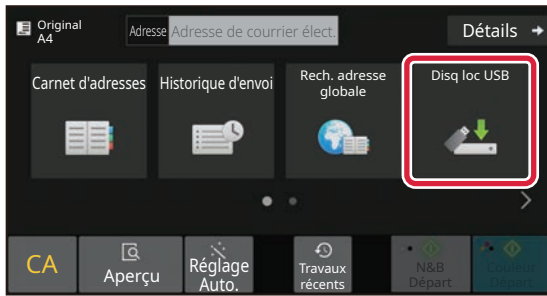 Original
A4
Adresse
Adresse de courrier élect.
Détails
Carnet d'adresses
Historique d'envoi
Rech. adresse
globale
Disq loc USB
CA
Aperçu
Réglage
Auto.
Travaux
récents
N&B
Départ
Couleur
Départ